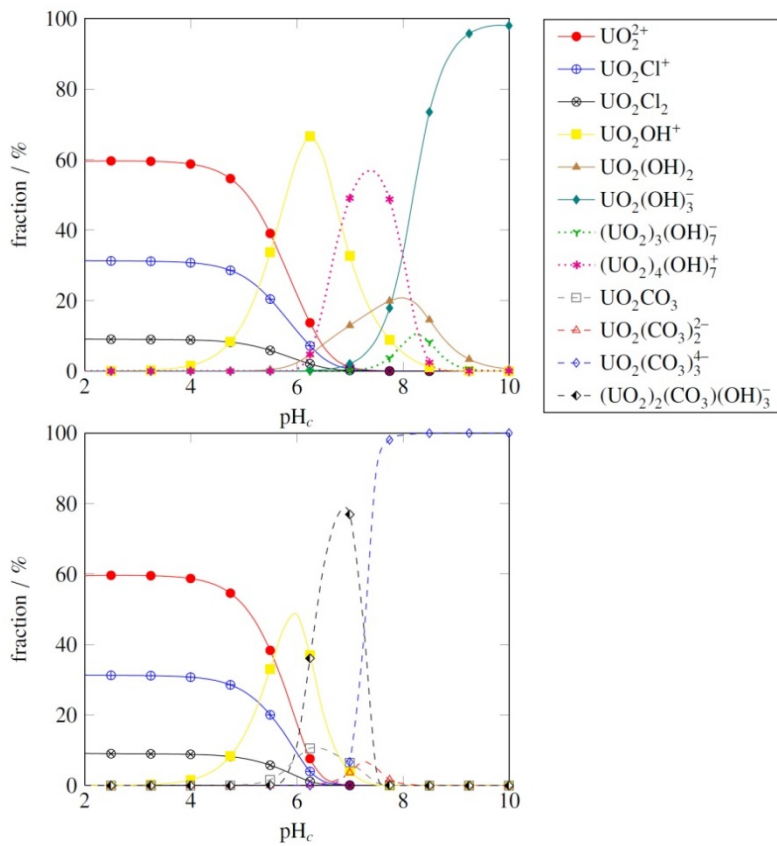 100
80
60
40
20
0
fraction / %
2
4
6
8
10
pH$_c$
UO$_2^{2+}$
UO$_2$Cl$^+$
UO$_2$Cl$_2$
UO$_2$OH$^+$
UO$_2$(OH)$_2$
UO$_2$(OH)$_3^-$
(UO$_2$)$_3$(OH)$_7^-$
(UO$_2$)$_4$(OH)$_7^+$
UO$_2$CO$_3$
UO$_2$(CO$_3$)$_2^{2-}$
UO$_2$(CO$_3$)$_3^{4-}$
(UO$_2$)$_2$(CO$_3$)(OH)$_3^-$
100
80
60
40
20
0
fraction / %
2
4
6
8
10
pH$_c$